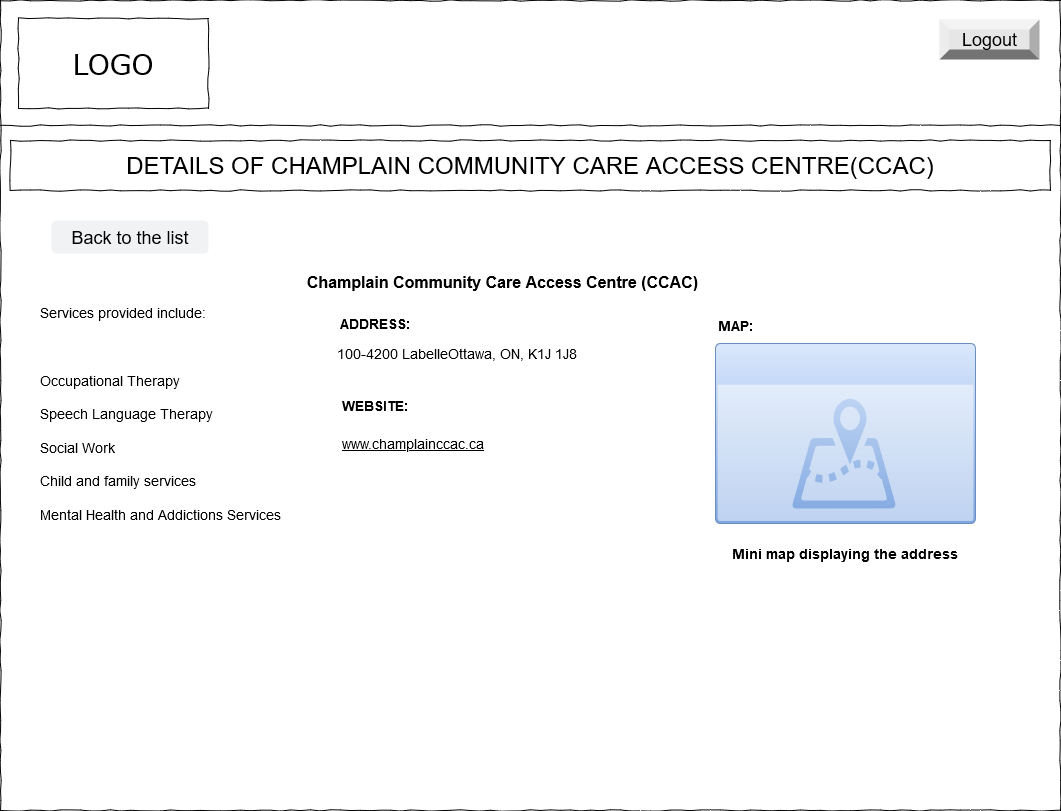 LOGO
Logout
DETAILS OF CHAMPLAIN COMMUNITY CARE ACCESS CENTRE(CCAC)
Back to the list
Champlain Community Care Access Centre (CCAC)
Services provided include:
Occupational Therapy
Speech Language Therapy
Social Work
Child and family services
Mental Health and Addictions Services
ADDRESS:
100-4200 LabelleOttawa, ON, K1J 1J8
WEBSITE:
www.champlainccac.ca
MAP:
Mini map displaying the address